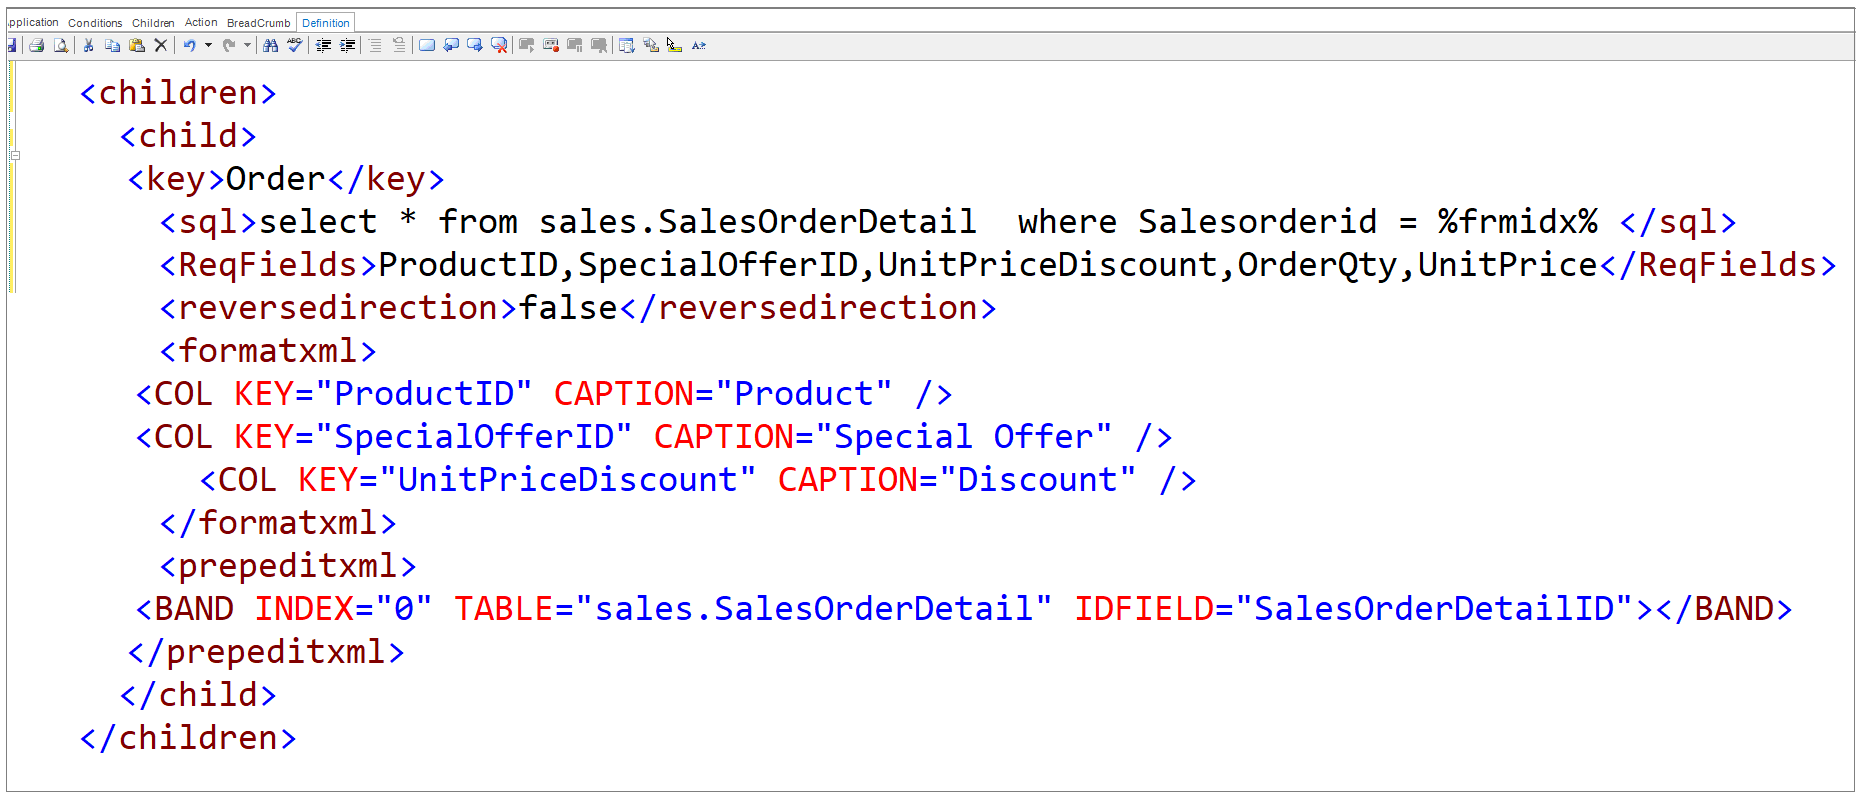 pplication Conditions Children Action BreadCrumb Definition
ABC A
<children>
<child>
<key>Order</key>
<sql>select * from sales.SalesOrderDetail  where Salesorderid = %frmidx% </sql>
<ReqFields>ProductID,SpecialOfferID,UnitPriceDiscount,OrderQty,UnitPrice</ReqFields>
<reversedirection>false</reversedirection>
<formatxml>
<COL KEY="ProductID" CAPTION="Product" />
<COL KEY="SpecialOfferID" CAPTION="Special Offer" />
<COL KEY="UnitPriceDiscount" CAPTION="Discount" />
</formatxml>
<prepeditxml>
<BAND INDEX="0" TABLE="sales.SalesOrderDetail" IDFIELD="SalesOrderDetailID"></BAND>
</prepeditxml>
</child>
</children>